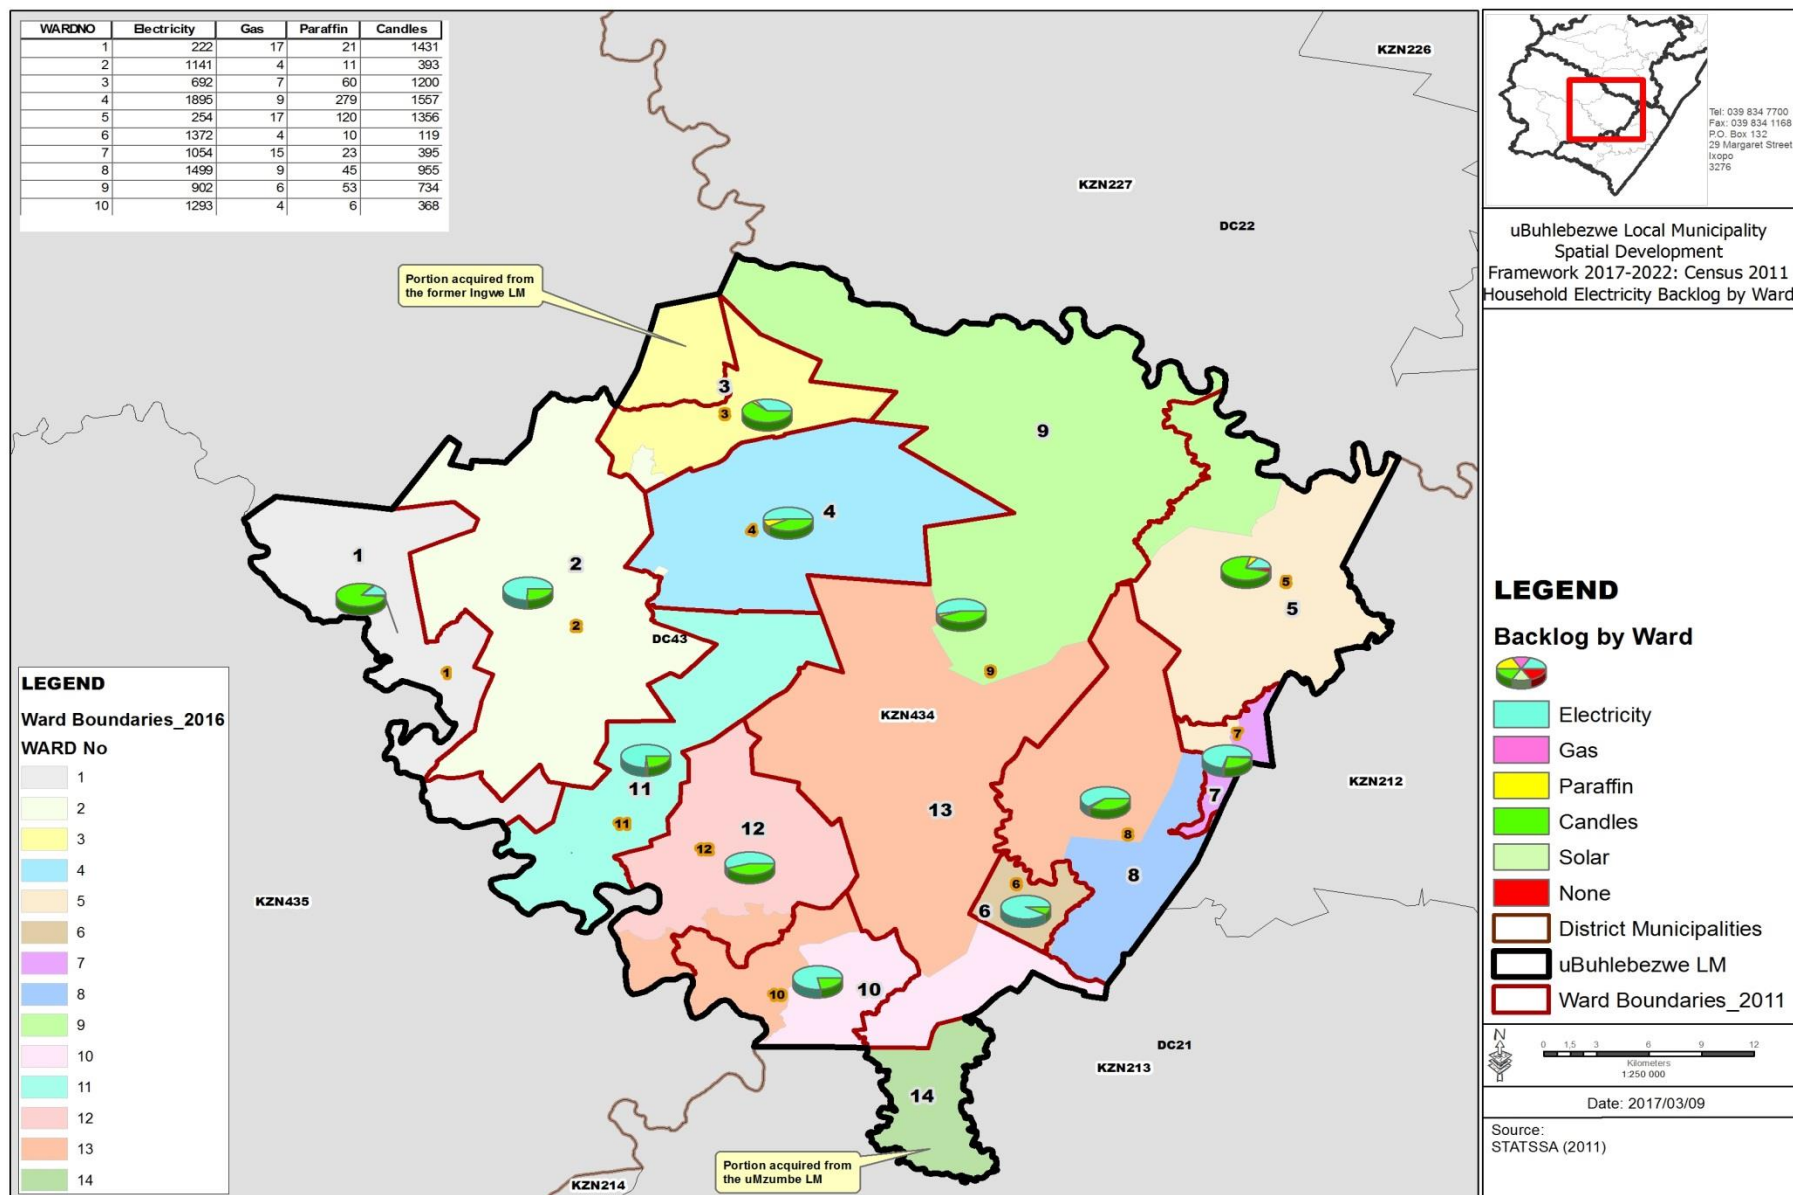 WARDNO Electricity Gas Paraffin Candles
1 222 17 21 1431
2 1141 4 11 393
3 692 7 60 1200
4 1895 9 279 1557
5 254 17 120 1356
6 1372 4 10 119
7 1054 15 23 395
8 1499 9 45 955
9 902 6 53 734
10 1293 4 6 368
KZN226
KZN227
DC22
Portion acquired from
the former Ingwe LM
3
3
9
4
4
1
2
5
5
2
DC43
1
9
KZN434
7
KZN212
11
13
7
11
12
12
8
8
6
6
KZN435
10
10
DC21
KZN213
14
Portion acquired from
the uMzumbe LM
KZN214
LEGEND
Ward Boundaries_2016
WARD No
1
2
3
4
5
6
7
8
9
10
11
12
13
14
Tel: 039 834 7700
Fax: 039 834 1168
P.O. Box 132
29 Margaret Street
Ixopo
3276
uBuhlebezwe Local Municipality
Spatial Development
Framework 2017-2022: Census 2011
Household Electricity Backlog by Ward
LEGEND
Backlog by Ward
Electricity
Gas
Paraffin
Candles
Solar
None
District Municipalities
uBuhlebezwe LM
Ward Boundaries_2011
N
0 1,5 3 6 9 12
Kilometers
1:250 000
Date: 2017/03/09
Source:
STATSSA (2011)